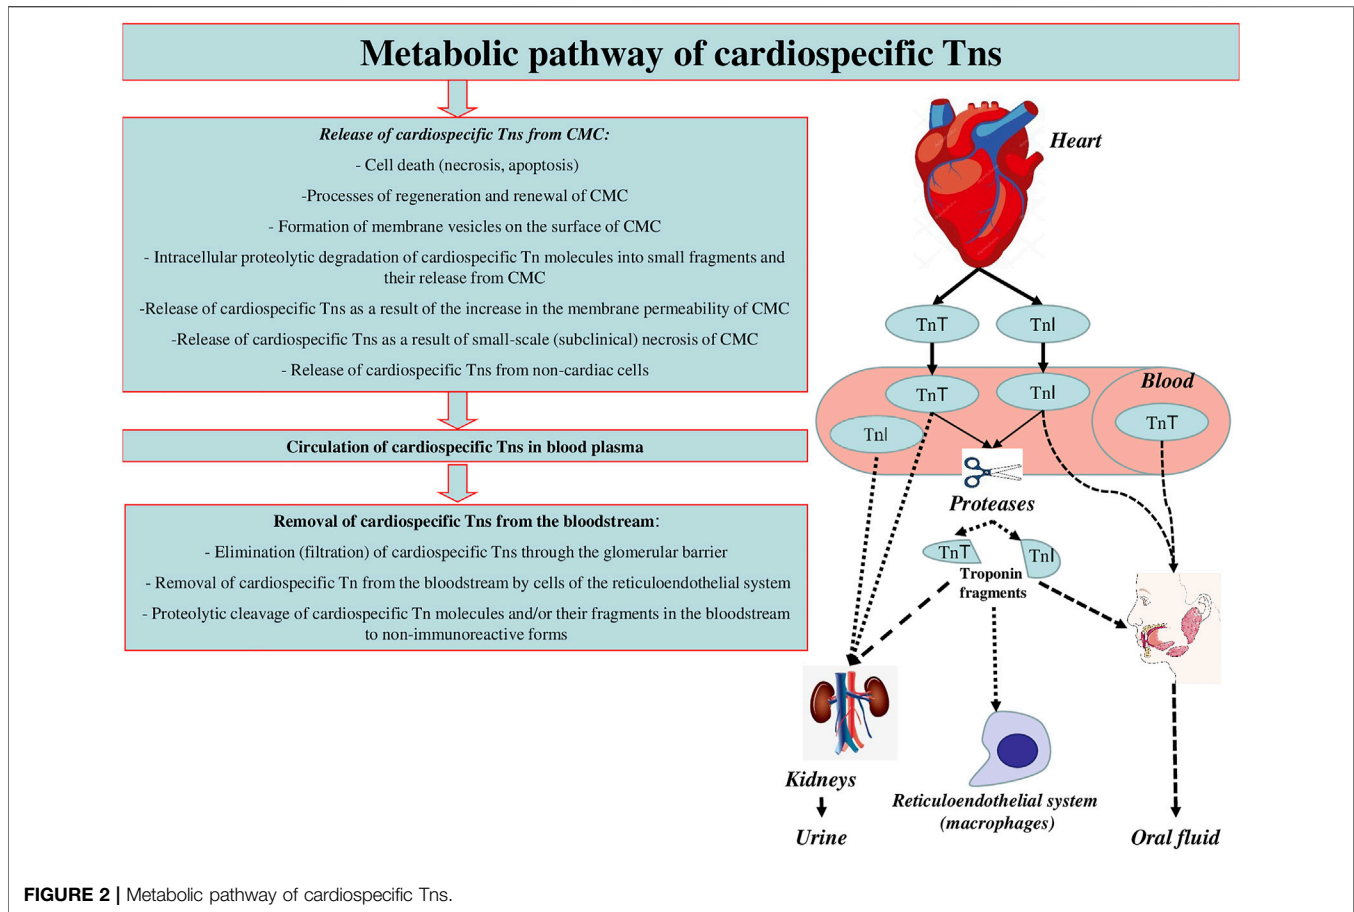 Metabolic pathway of cardiospecific Tns
Release of cardiospecific Tns from CMC:
- Cell death (necrosis, apoptosis)
-Processes of regeneration and renewal of CMC
- Formation of membrane vesicles on the surface of CMC
- Intracellular proteolytic degradation of cardiospecific Tn molecules into small fragments and
their release from CMC
-Release of cardiospecific Tns as a result of the increase in the membrane permeability of CMC
-Release of cardiospecific Tns as a result of small-scale (subclinical) necrosis of CMC
- Release of cardiospecific Tns from non-cardiac cells
Circulation of cardiospecific Tns in blood plasma
Removal of cardiospecific Tns from the bloodstream:
- Elimination (filtration) of cardiospecific Tns through the glomerular barrier
- Removal of cardiospecific Tn from the bloodstream by cells of the reticuloendothelial system
- Proteolytic cleavage of cardiospecific Tn molecules and/or their fragments in the bloodstream
to non-immunoreactive forms
Heart
TnT
TnI
Blood
TnT
TnI
TnT
TnI
Proteases
TnT
TnI
Troponin
fragments
Kidneys
Urine
Reticuloendothelial system
(macrophages)
Oral fluid
FIGURE 2 | Metabolic pathway of cardiospecific Tns.